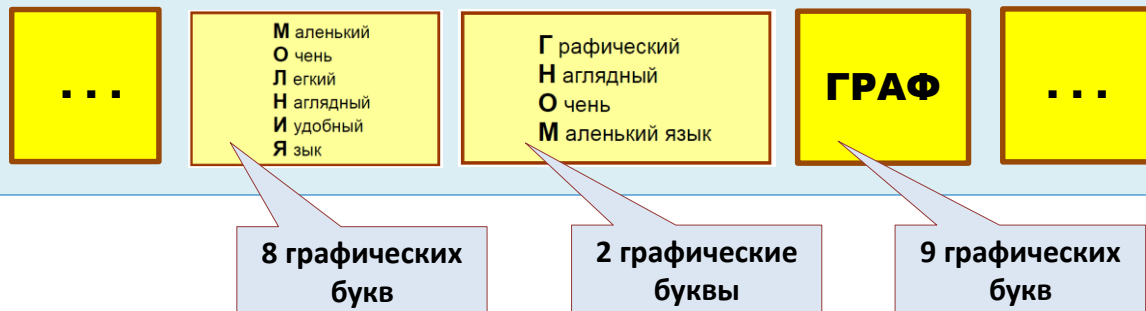 ...
М аленький
О чень
Л егкий
Н аглядный
И удобный
Я зык
Г рафический
Н аглядный
О чень
М аленький язык
ГРАФ
...
8 графических
букв
2 графические
буквы
9 графических
букв